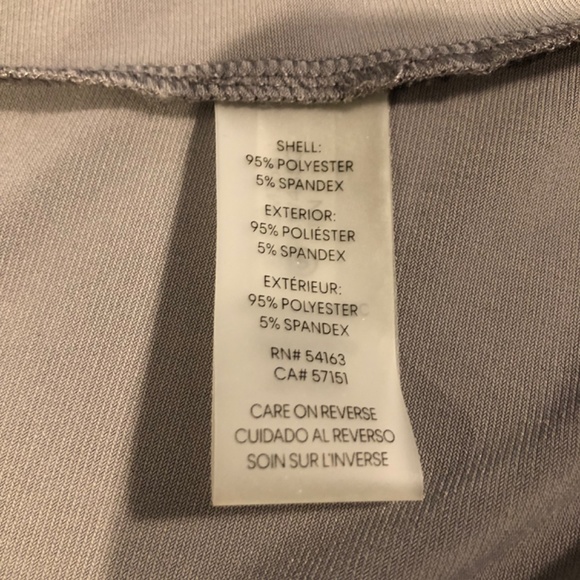 SHELL:
95% POLYESTER
5% SPANDEX
EXTERIOR:
95% POLIÉSTER
5% SPANDEX
EXTÉRIEUR:
95% POLYESTER
5% SPANDEX
RN# 54163
CA# 57151
CARE ON REVERSE
CUIDADO AL REVERSO
SOIN SUR L'INVERSE